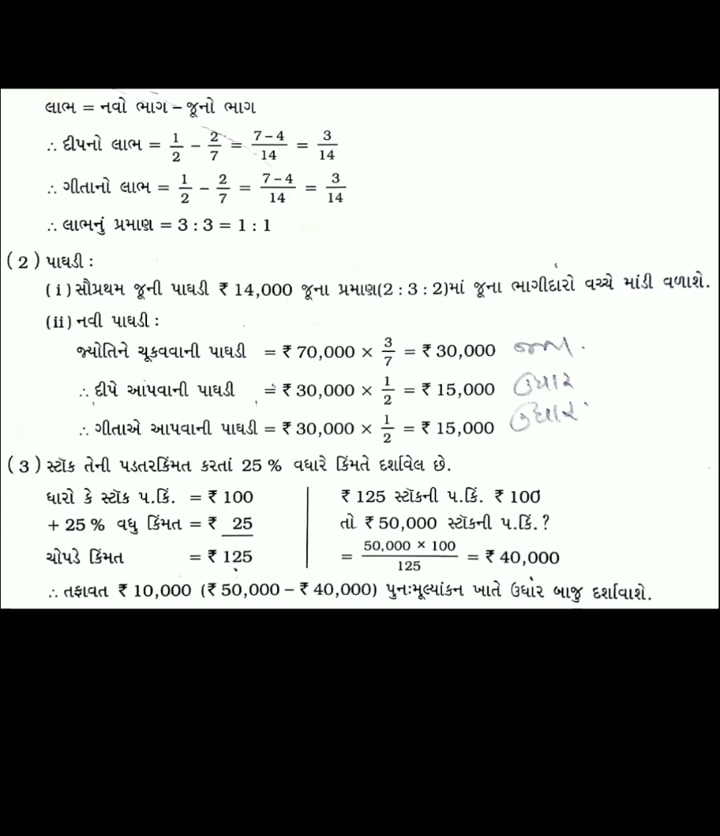 લાભ = નવો ભાગ – જૂનો ભાગ
∴ દીપનો લાભ = 1/2 – 2/7 = 7 – 4/14 = 3/14
∴ ગીતાનો લાભ = 1/2 – 2/7 = 7 – 4/14 = 3/14
∴ લાભનું પ્રમાણ = 3 : 3 = 1 : 1
(2) પાઘડી :
(i) સૌપ્રથમ જૂની પાઘડી ₹ 14,000 જૂના પ્રમાણ(2 : 3 : 2)માં જૂના ભાગીદારો વચ્ચે માંડી વળાશે.
(ii) નવી પાઘડી :
જ્યોતિને ચૂકવવાની પાઘડી = ₹ 70,000 × 3/7 = ₹ 30,000 જમા
∴ દીપે આપવાની પાઘડી = ₹ 30,000 × 1/2 = ₹ 15,000 ઉધાર
∴ ગીતાએ આપવાની પાઘડી = ₹ 30,000 × 1/2 = ₹ 15,000 ઉધાર
(3) સ્ટૉક તેની પડતરકિંમત કરતાં 25 % વધારે કિંમતે દર્શાવેલ છે.
ધારો કે સ્ટૉક પ.કિં. = ₹ 100
+ 25 % વધુ કિંમત = ₹ 25
ચોપડે કિંમત = ₹ 125
₹ 125 સ્ટૉકની પ.કિં. ₹ 100
તો ₹ 50,000 સ્ટૉકની પ.કિં. ?
= 50,000 × 100/125 = ₹ 40,000
∴ તફાવત ₹ 10,000 (₹ 50,000 – ₹ 40,000) પુનઃમૂલ્યાંકન ખાતે ઉધાર બાજુ દર્શાવાશે.